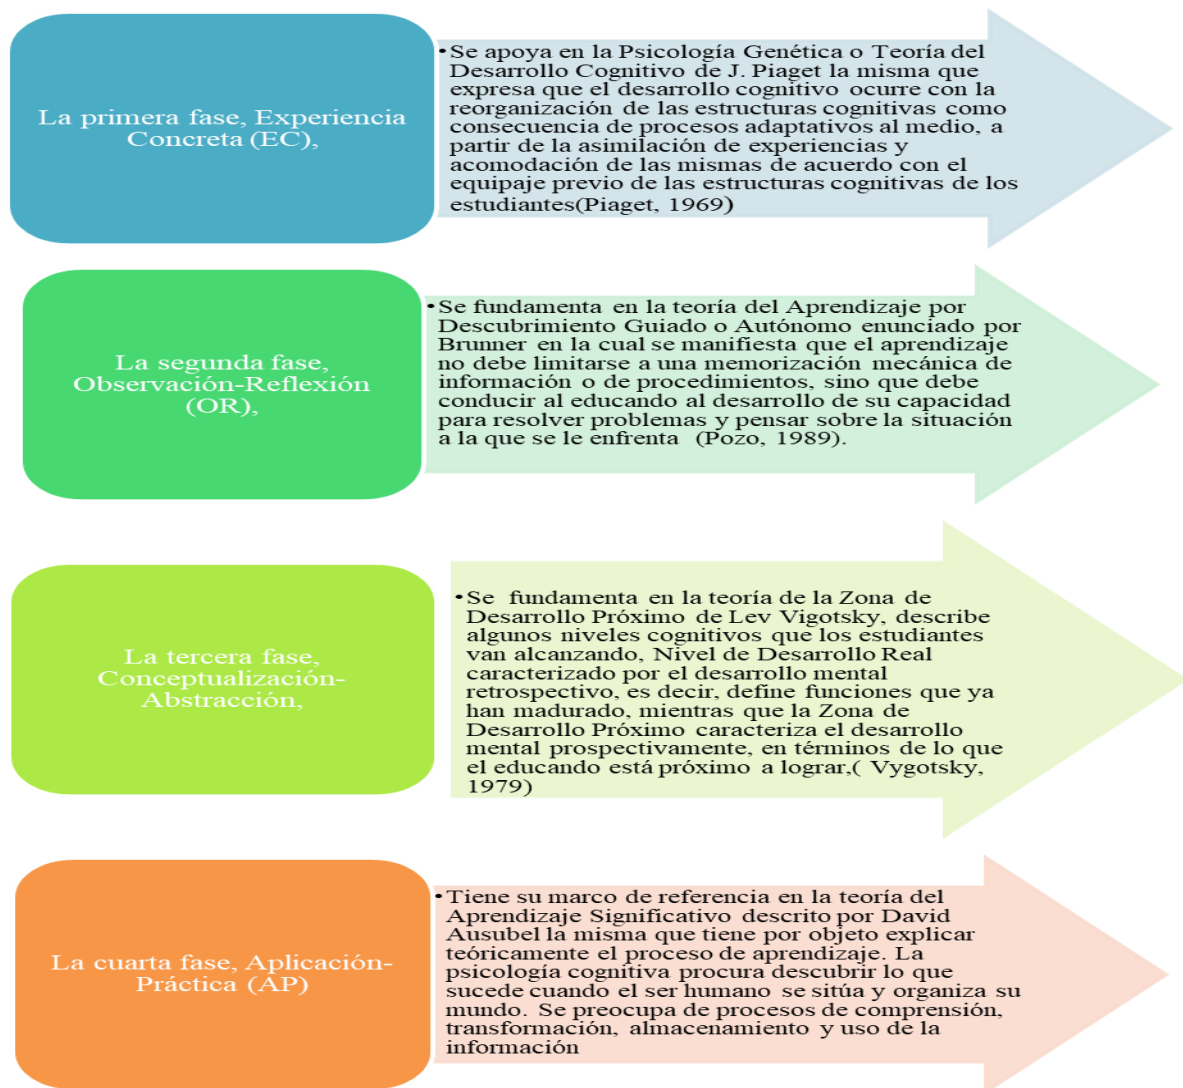 La primera fase, Experiencia
Concreta (EC),
•Se apoya en la Psicología Genética o Teoría del
Desarrollo Cognitivo de J. Piaget la misma que
expresa que el desarrollo cognitivo ocurre con la
reorganización de las estructuras cognitivas como
consecuencia de procesos adaptativos al medio, a
partir de la asimilación de experiencias y
acomodación de las mismas de acuerdo con el
equipaje previo de las estructuras cognitivas de los
estudiantes(Piaget, 1969)
La segunda fase,
Observación-Reflexión
(OR),
•Se fundamenta en la teoría del Aprendizaje por
Descubrimiento Guiado o Autónomo enunciado por
Brunner en la cual se manifiesta que el aprendizaje
no debe limitarse a una memorización mecánica de
información o de procedimientos, sino que debe
conducir al educando al desarrollo de su capacidad
para resolver problemas y pensar sobre la situación
a la que se le enfrenta (Pozo, 1989).
La tercera fase,
Conceptualización-
Abstracción,
•Se fundamenta en la teoría de la Zona de
Desarrollo Próximo de Lev Vigotsky, describe
algunos niveles cognitivos que los estudiantes
van alcanzando, Nivel de Desarrollo Real
caracterizado por el desarrollo mental
retrospectivo, es decir, define funciones que ya
han madurado, mientras que la Zona de
Desarrollo Próximo caracteriza el desarrollo
mental prospectivamente, en términos de lo que
el educando está próximo a lograr,( Vygotsky,
1979)
La cuarta fase, Aplicación-
Práctica (AP)
•Tiene su marco de referencia en la teoría del
Aprendizaje Significativo descrito por David
Ausubel la misma que tiene por objeto explicar
teóricamente el proceso de aprendizaje. La
psicología cognitiva procura descubrir lo que
sucede cuando el ser humano se sitúa y organiza su
mundo. Se preocupa de procesos de comprensión,
transformación, almacenamiento y uso de la
información